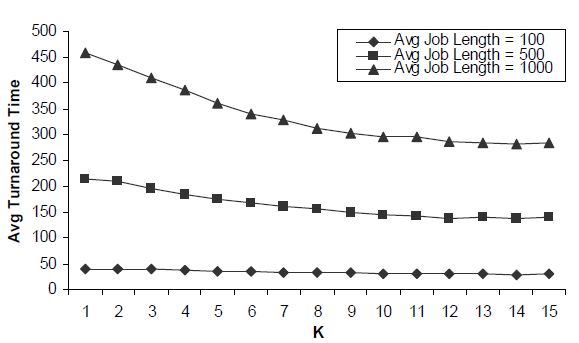 500
450
400
350
300
250
200
150
100
50
0
Avg Turnaround Time
Avg Job Length = 100
Avg Job Length = 500
Avg Job Length = 1000
1 2 3 4 5 6 7 8 9 10 11 12 13 14 15
K